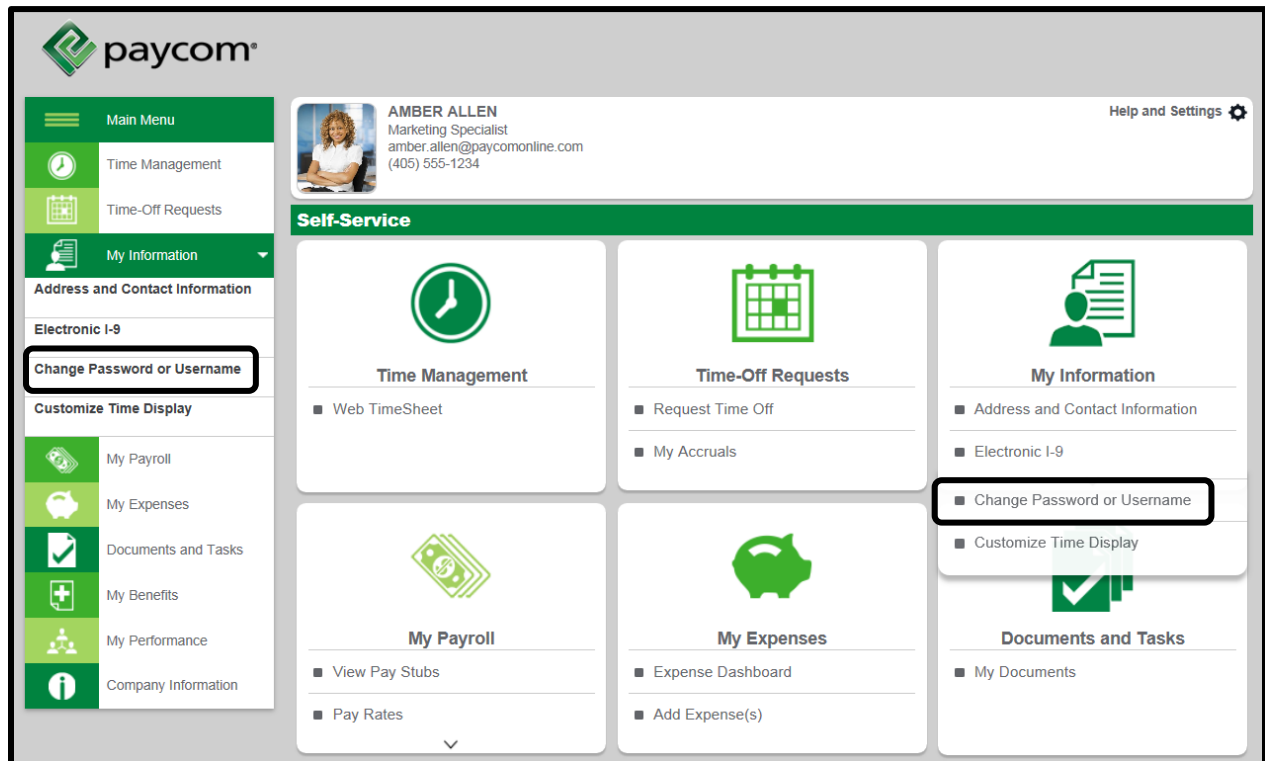 paycom®
Main Menu
Time Management
Time-Off Requests
My Information
Address and Contact Information
Electronic I-9
Change Password or Username
Customize Time Display
My Payroll
My Expenses
Documents and Tasks
My Benefits
My Performance
Company Information
AMBER ALLEN
Marketing Specialist
amber.allen@paycomonline.com
(405) 555-1234
Help and Settings
Self-Service
Time Management
Web TimeSheet
Time-Off Requests
Request Time Off
My Accruals
My Information
Address and Contact Information
Electronic I-9
Change Password or Username
Customize Time Display
My Payroll
View Pay Stubs
Pay Rates
My Expenses
Expense Dashboard
Add Expense(s)
Documents and Tasks
My Documents